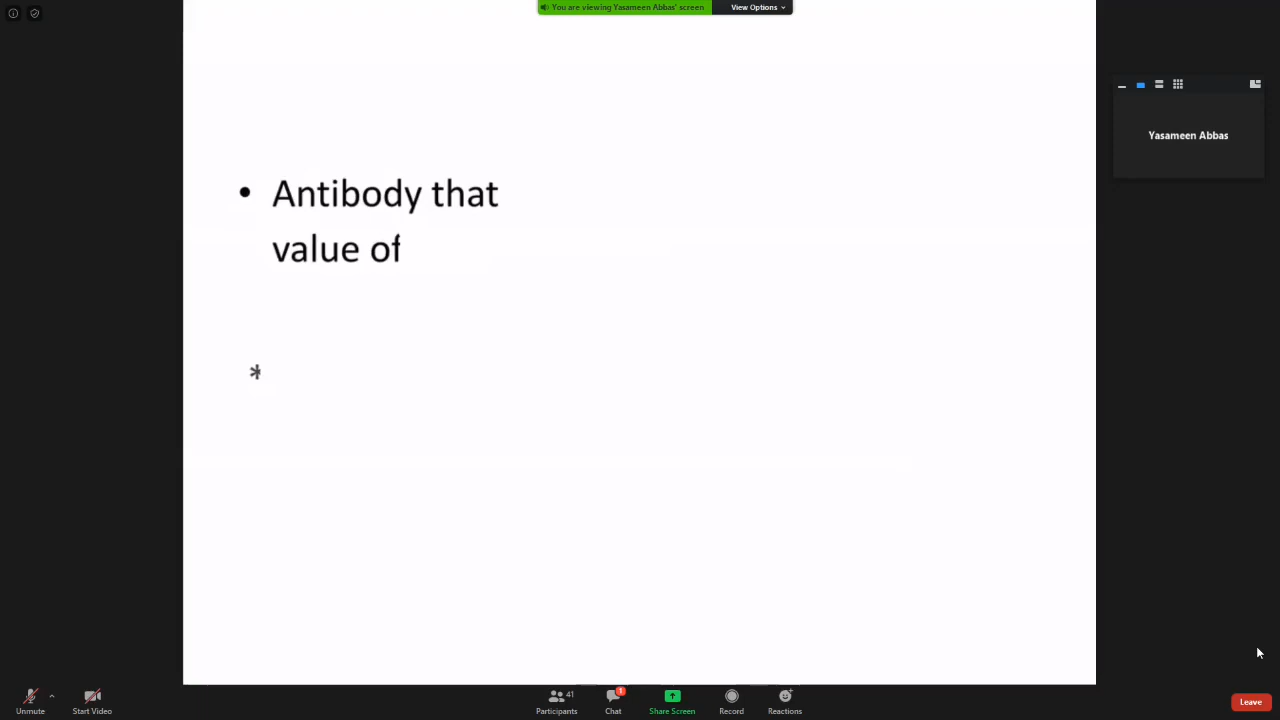 You are viewing Yasameen Abbas' screen View Options
Yasameen Abbas
• Antibody that
value of
*
Unmute Start Video Participants 41 Chat 1 Share Screen Record Reactions Leave